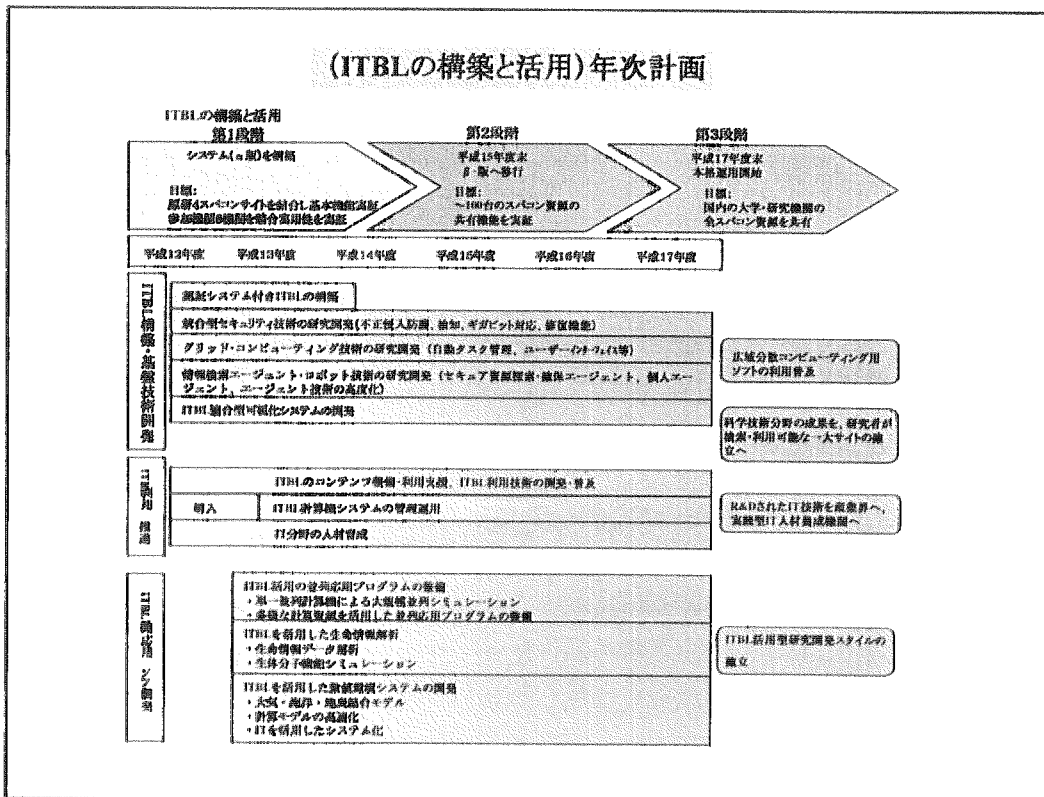 (ITBLの構築と活用)年次計画
ITBLの構築と活用
第1段階
システム(α版)を構築
目標:
原研4スパコンサイトを結合し基本機能実証
参加機関6機関を結合実用性を実証
第2段階
平成15年度末
β-版へ移行
目標:
~100台のスパコン資源の
共有機能を実証
第3段階
平成17年度末
本格運用開始
目標:
国内の大学・研究機関の
全スパコン資源を共有
平成12年度 平成13年度 平成14年度 平成15年度 平成16年度 平成17年度
ITBL構築・基盤技術開発
認証システム付きITBLの構築
統合型セキュリティ技術の研究開発(不正侵入防御、検知、ギガビット対応、修復機能)
グリッド・コンピューティング技術の研究開発(自動タスク管理、ユーザーインターフェイス等)
情報検索エージェント・ロボット技術の研究開発(セキュア資源探索・確保エージェント、個人エー
ジェント、エージェント技術の高度化)
ITBL統合型可視化システムの開発
広域分散コンピューティング用
ソフトの利用普及
科学技術分野の成果を、研究者が
検索・利用可能な一大サイトの確
立へ
ITBL利用
推進
ITBLのコンテンツ整備・利用支援、ITBL利用技術の開発・普及
導入
ITBL計算機システムの管理運用
IT分野の人材育成
R&DされたIT技術を産業界へ、
実践型IT人材養成機関へ
ITBL
開発
ITBL活用の並列応用プログラムの整備
・単一並列計算機による大規模並列シミュレーション
・多様な計算資源を活用した並列応用プログラムの整備
ITBLを活用した生命情報解析
・生命情報データ解析
・生体分子機能シミュレーション
ITBLを活用した数値環境システムの開発
・大気・海洋・地表結合モデル
・計算モデルの高速化
・ITを活用したシステム化
ITBL活用型研究開発スタイルの
確立